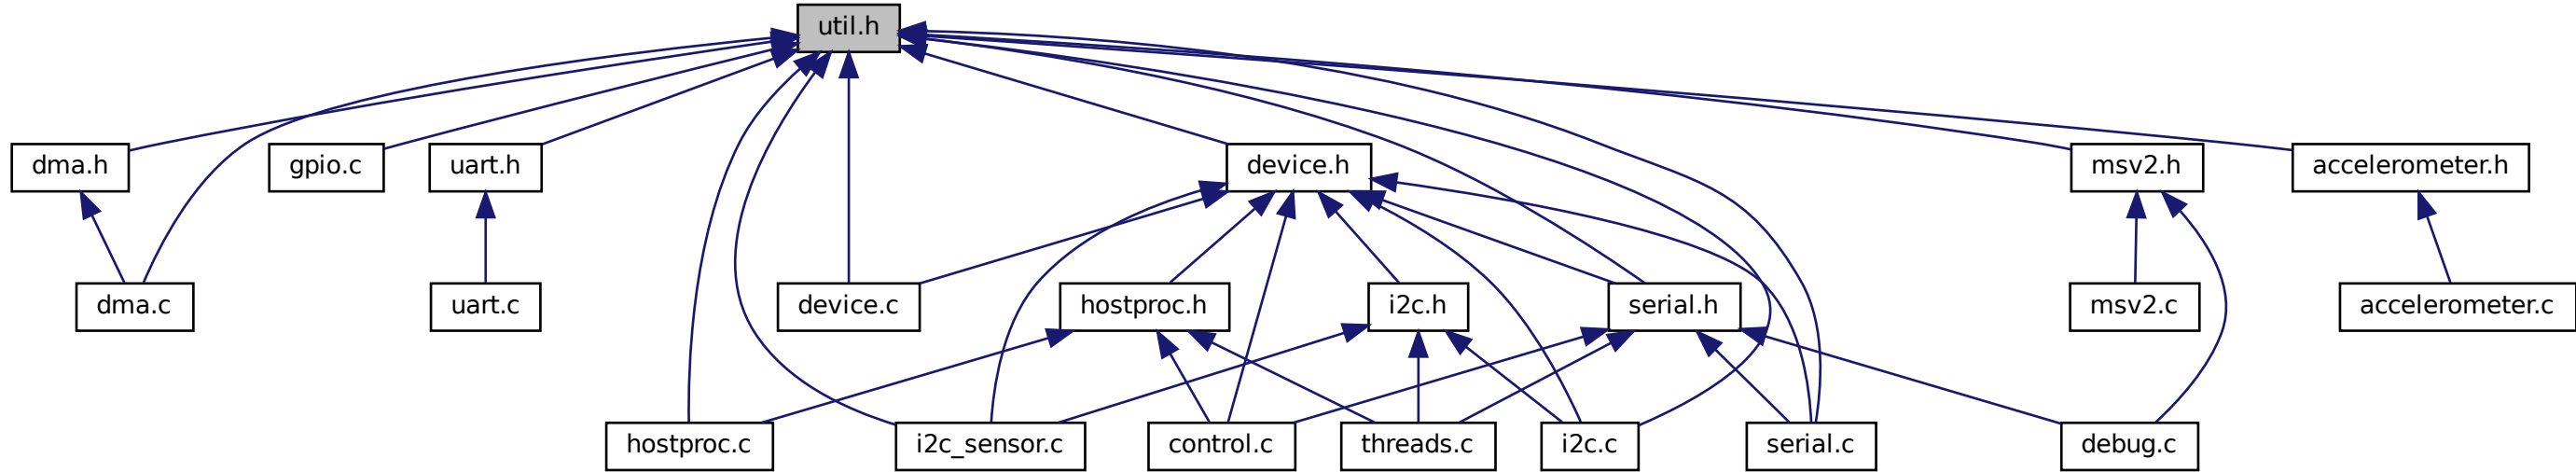 util.h
dma.h
gpio.c
uart.h
device.h
msv2.h
accelerometer.h
dma.c
uart.c
device.c
hostproc.h
i2c.h
serial.h
msv2.c
accelerometer.c
hostproc.c
i2c_sensor.c
control.c
threads.c
i2c.c
serial.c
debug.c